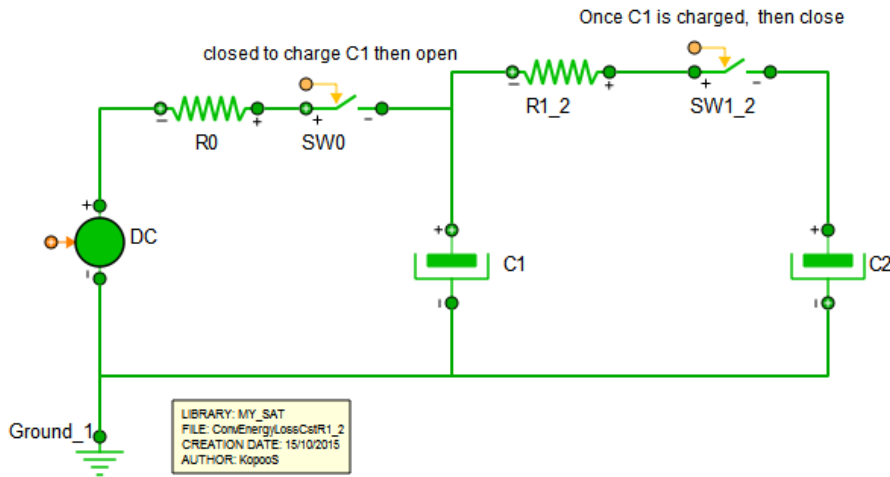 Once C1 is charged, then close
closed to charge C1 then open
+
R1_2
+
SW1_2
R0
+
+
SW0
+
DC
+
C1
+
C2
Ground_1
LIBRARY: MY_SAT
FILE: ConvEnergyLossCstR1_2
CREATION DATE: 15/10/2015
AUTHOR: KopooS